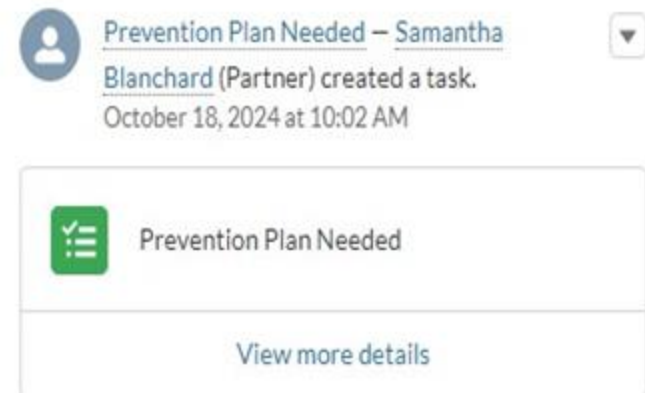 Prevention Plan Needed — Samantha
Blanchard (Partner) created a task.
October 18, 2024 at 10:02 AM
Prevention Plan Needed
View more details